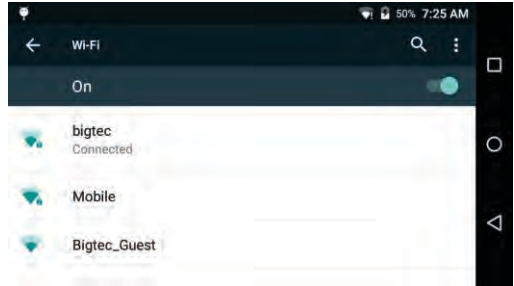 50% 7:25 AM
Wi-Fi
On
bigtec
Connected
Mobile
Bigtec_Guest